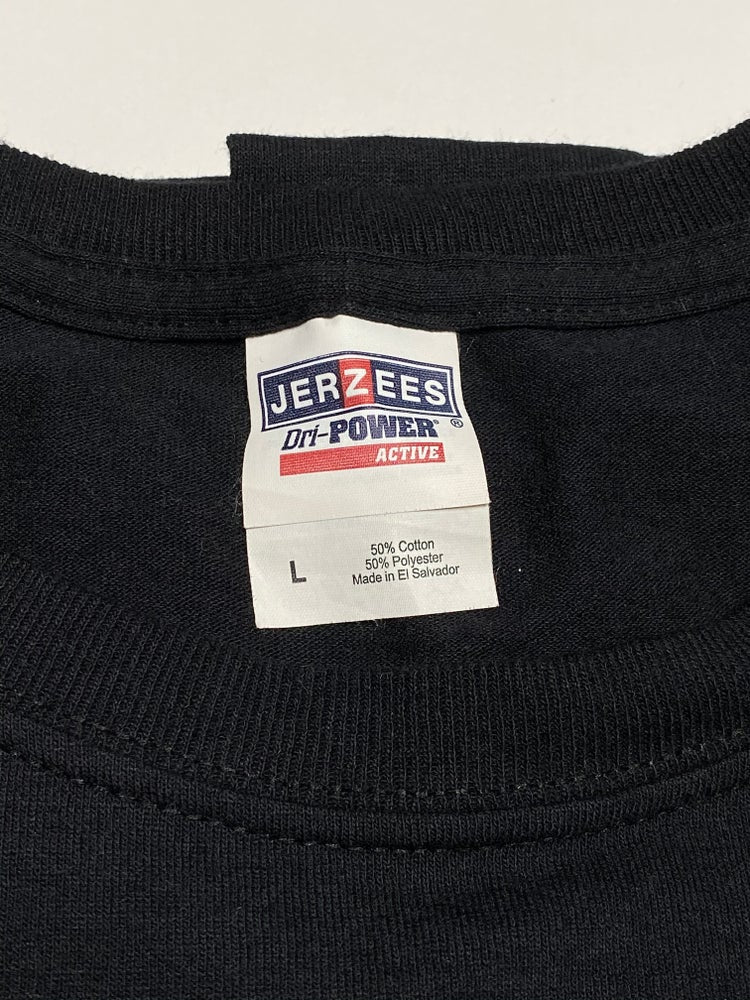 JERZEES
Dri-POWER®
ACTIVE
L
50% Cotton
50% Polyester
Made in El Salvador